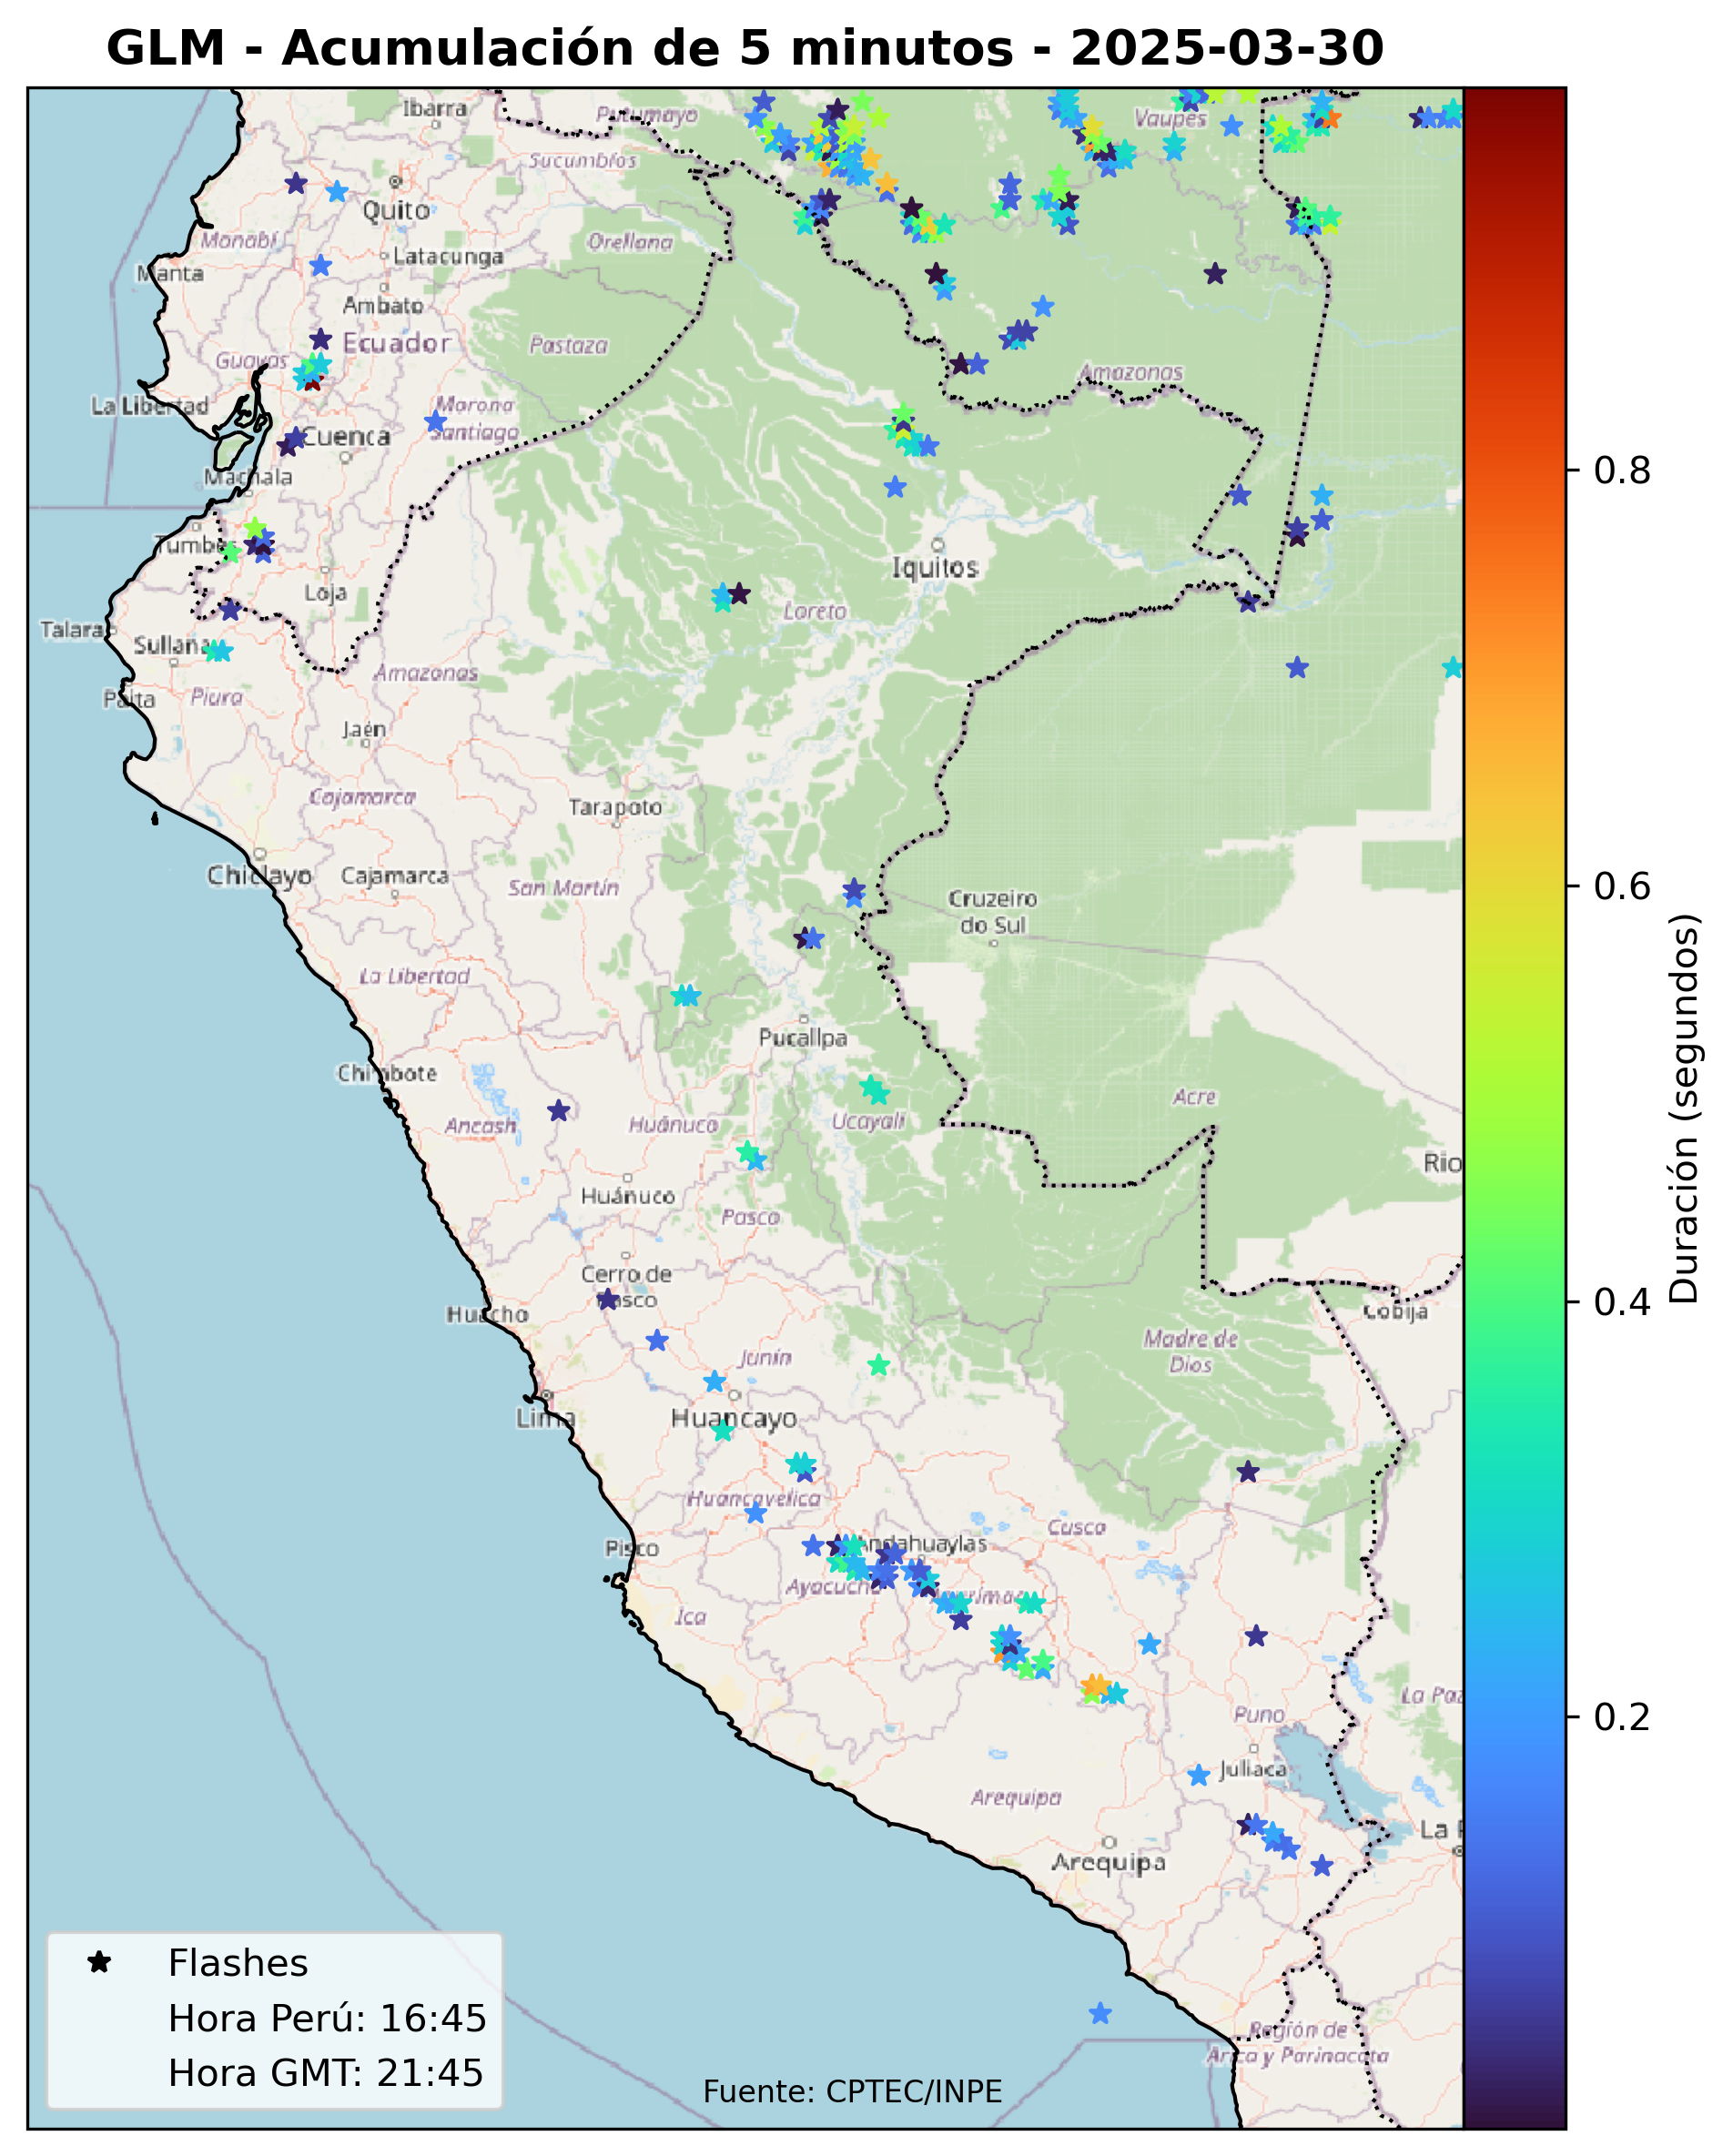 GLM - Acumulación de 5 minutos - 2025-03-30
Ibarra
Putumayo
Vaupés
Sucumbíos
Quito
Manabí
Orellana
Latacunga
Manta
Ambato
Ecuador
Pastaza
Guayas
Amazonas
La Libertad
Morona
Santiago
Cuenca
Machala
Tumbes
Iquitos
Loja
Loreto
Talara
Sullana
Amazonas
Paita
Piura
Jaén
Cajamarca
Tarapoto
Chiclayo
Cajamarca
San Martín
Cruzeiro
do Sul
La Libertad
Pucallpa
Chimbote
Acre
Ancash
Huánuco
Ucayali
Rio
Huánuco
Pasco
Cerro de
Pasco
Huacho
Cobija
Madre de
Dios
Junín
Lima
Huancayo
Huancavelica
Cusco
Pisco
Andahuaylas
Ayacucho
Apurímac
Ica
La Paz
Puno
Juliaca
Arequipa
La P
Arequipa
Región de
Arica y Parinacota
Flashes
Hora Perú: 16:45
Hora GMT: 21:45
Fuente: CPTEC/INPE
0.8
0.6
0.4
0.2
Duración (segundos)